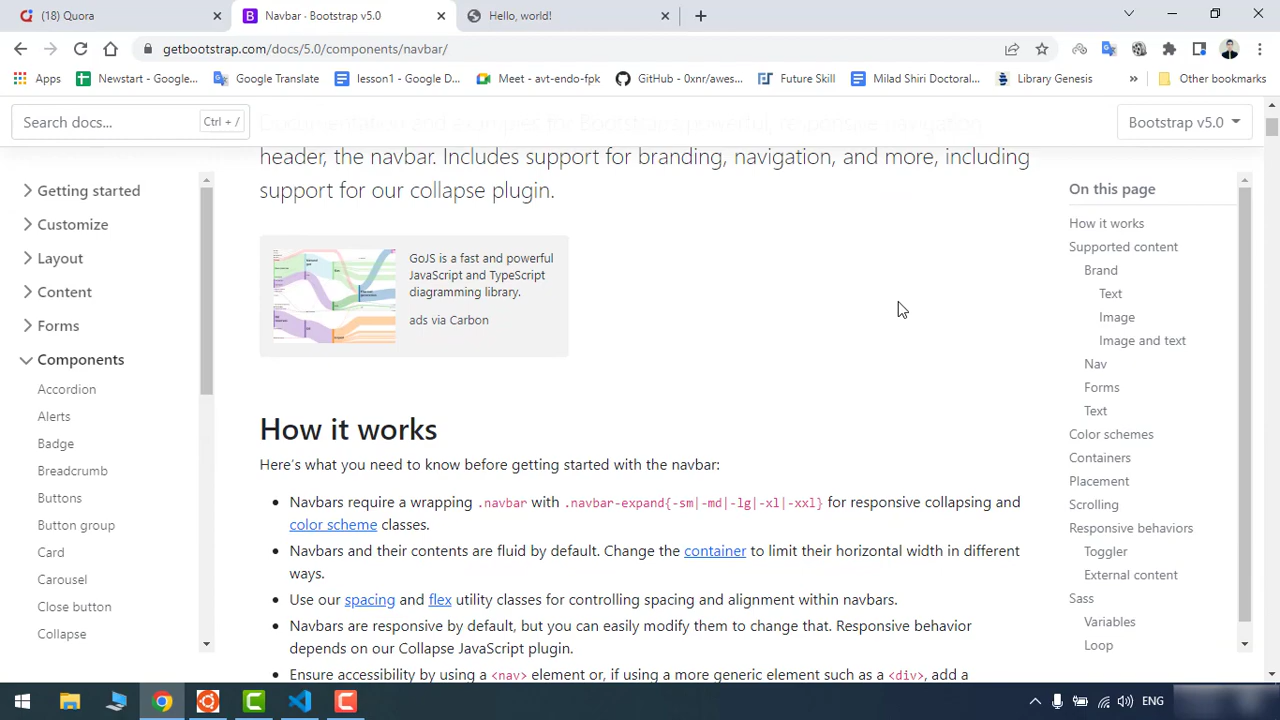 (18) Quora
Navbar · Bootstrap v5.0
Hello, world!
getbootstrap.com/docs/5.0/components/navbar/
Apps
Newstart - Google...
Google Translate
lesson1 - Google D...
Meet - avt-endo-fpk
GitHub - 0xnr/awes...
Future Skill
Milad Shiri Doctoral...
Library Genesis
»
Other bookmarks
Search docs...
Ctrl + /
Bootstrap v5.0
Documentation and examples for Bootstrap's powerful, responsive navigation
header, the navbar. Includes support for branding, navigation, and more, including
support for our collapse plugin.
GoJS is a fast and powerful
JavaScript and TypeScript
diagramming library.
ads via Carbon
How it works
Here's what you need to know before getting started with the navbar:
Navbars require a wrapping .navbar with .navbar-expand{-sm|-md|-lg|-xl|-xxl} for responsive collapsing and
color scheme classes.
Navbars and their contents are fluid by default. Change the container to limit their horizontal width in different
ways.
Use our spacing and flex utility classes for controlling spacing and alignment within navbars.
Navbars are responsive by default, but you can easily modify them to change that. Responsive behavior
depends on our Collapse JavaScript plugin.
Ensure accessibility by using a <nav> element or, if using a more generic element such as a <div>, add a
Getting started
Customize
Layout
Content
Forms
Components
Accordion
Alerts
Badge
Breadcrumb
Buttons
Button group
Card
Carousel
Close button
Collapse
On this page
How it works
Supported content
Brand
Text
Image
Image and text
Nav
Forms
Text
Color schemes
Containers
Placement
Scrolling
Responsive behaviors
Toggler
External content
Sass
Variables
Loop
ENG